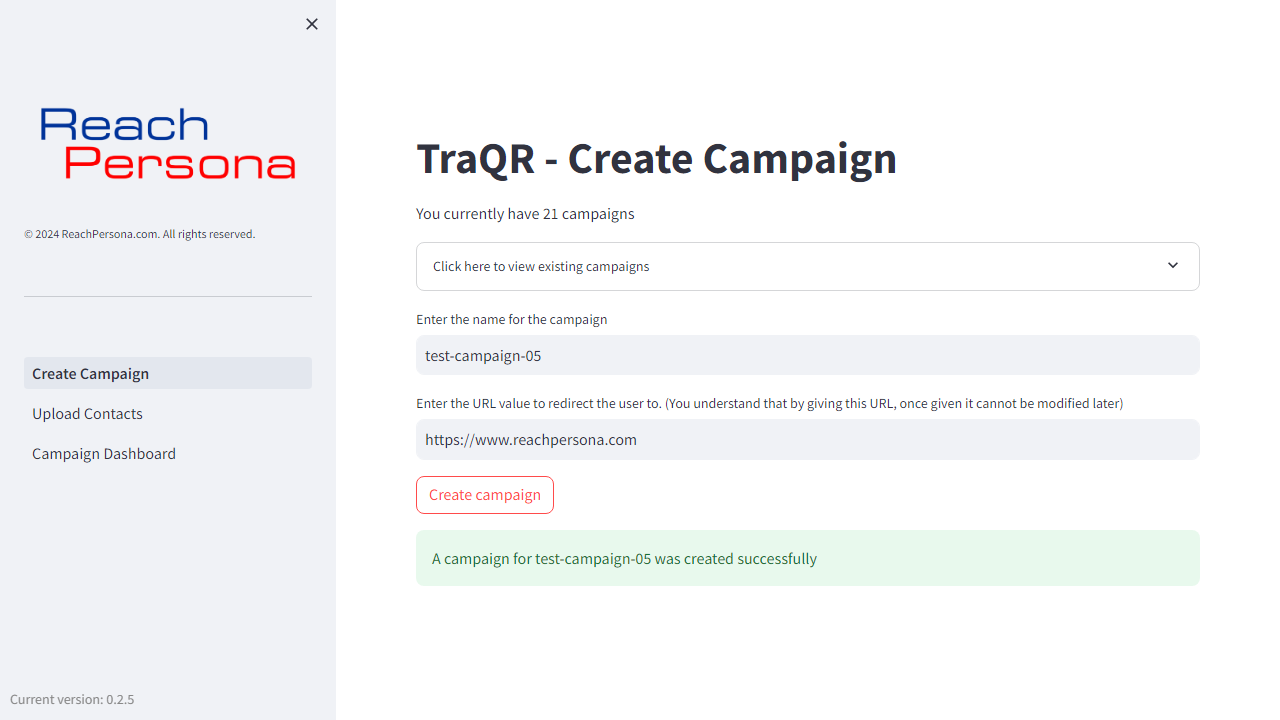 Reach
Persona
© 2024 ReachPersona.com. All rights reserved.
Create Campaign
Upload Contacts
Campaign Dashboard
Current version: 0.2.5
TraQR - Create Campaign
You currently have 21 campaigns
Click here to view existing campaigns
Enter the name for the campaign
test-campaign-05
Enter the URL value to redirect the user to. (You understand that by giving this URL, once given it cannot be modified later)
https://www.reachpersona.com
Create campaign
A campaign for test-campaign-05 was created successfully